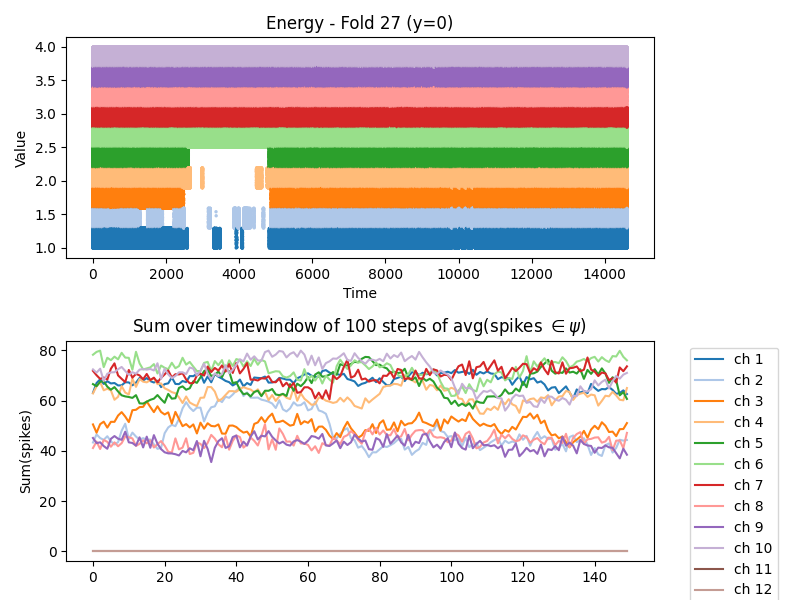 Energy - Fold 27 (y=0)
Value
4.0
3.5
3.0
2.5
2.0
1.5
1.0
0 2000 4000 6000 8000 10000 12000 14000
Time
Sum over timewindow of 100 steps of avg(spikes ∈ ψ)
Sum(spikes)
80
60
40
20
0
0 20 40 60 80 100 120 140
ch 1
ch 2
ch 3
ch 4
ch 5
ch 6
ch 7
ch 8
ch 9
ch 10
ch 11
ch 12